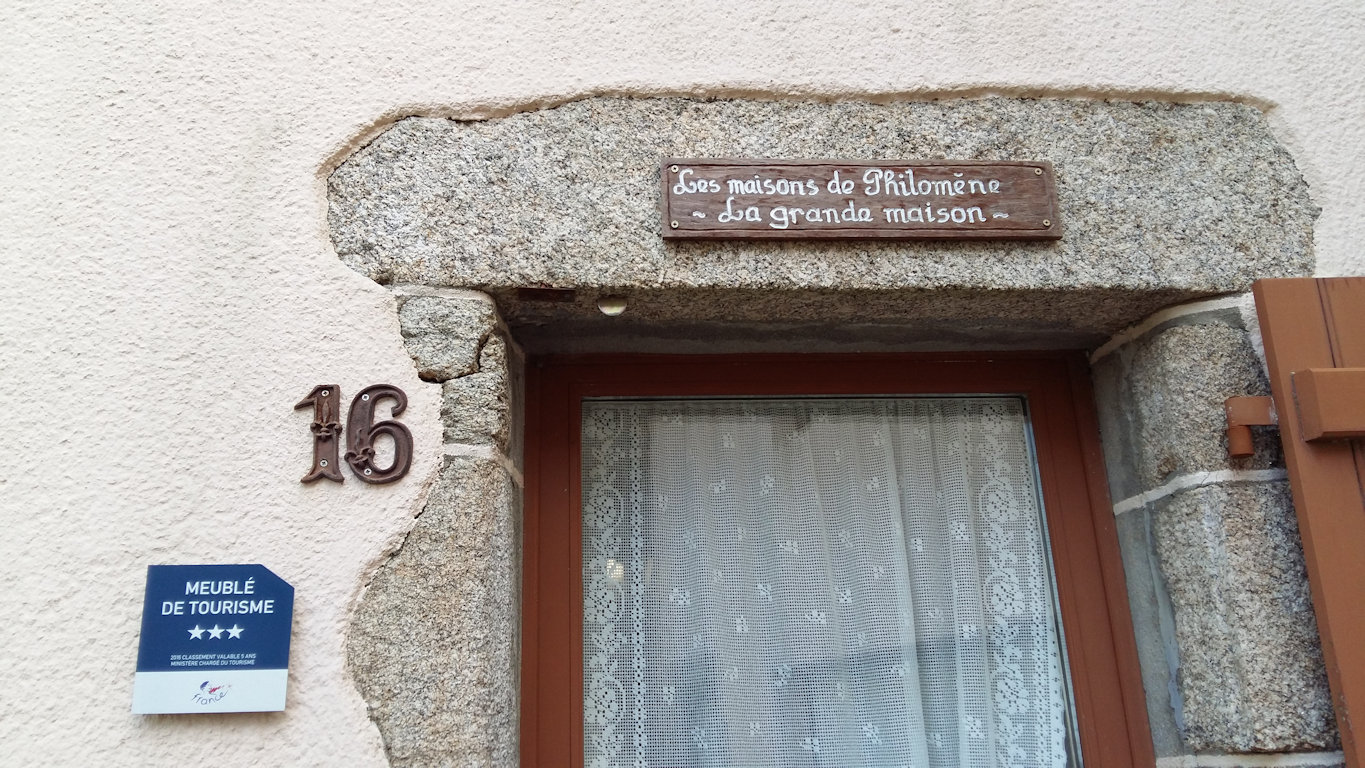 Les maisons de Philomène
~ La grande maison ~
16
MEUBLÉ
DE TOURISME
2016 CLASSEMENT VALABLE 5 ANS
MINISTÈRE CHARGÉ DU TOURISME
France